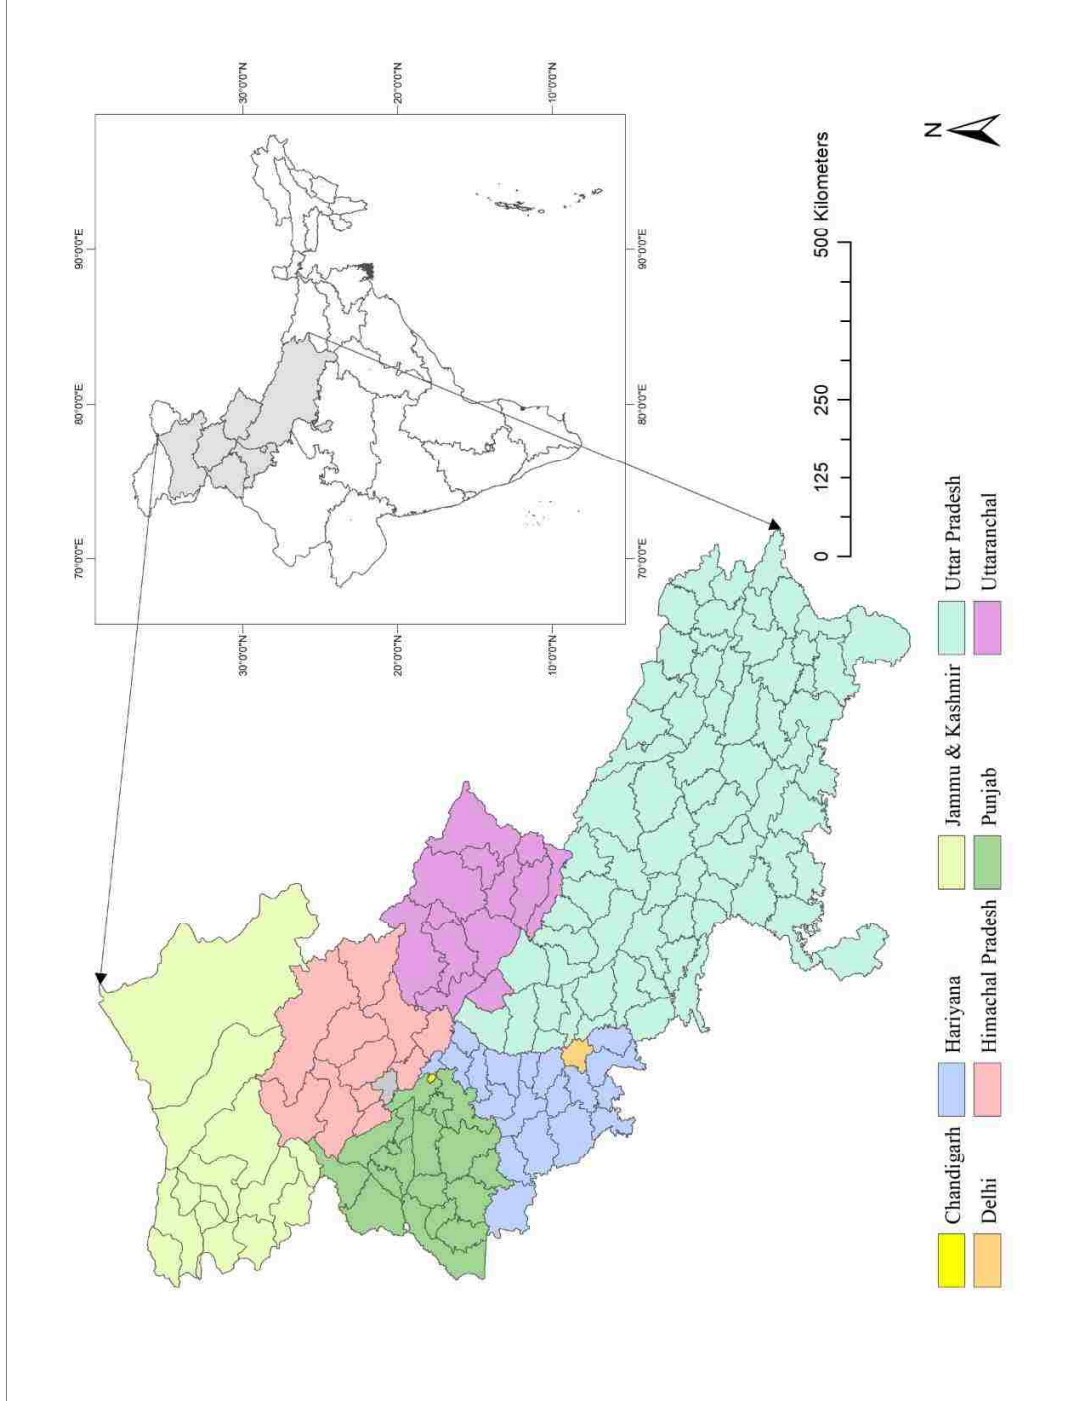 70°0'0"E 80°0'0"E 90°0'0"E
30°0'0"N 30°0'0"N
20°0'0"N 20°0'0"N
10°0'0"N 10°0'0"N
70°0'0"E 80°0'0"E 90°0'0"E
0 125 250 500 Kilometers
N
Chandigarh Hariyana Jammu & Kashmir Uttar Pradesh
Delhi Himachal Pradesh Punjab Uttaranchal